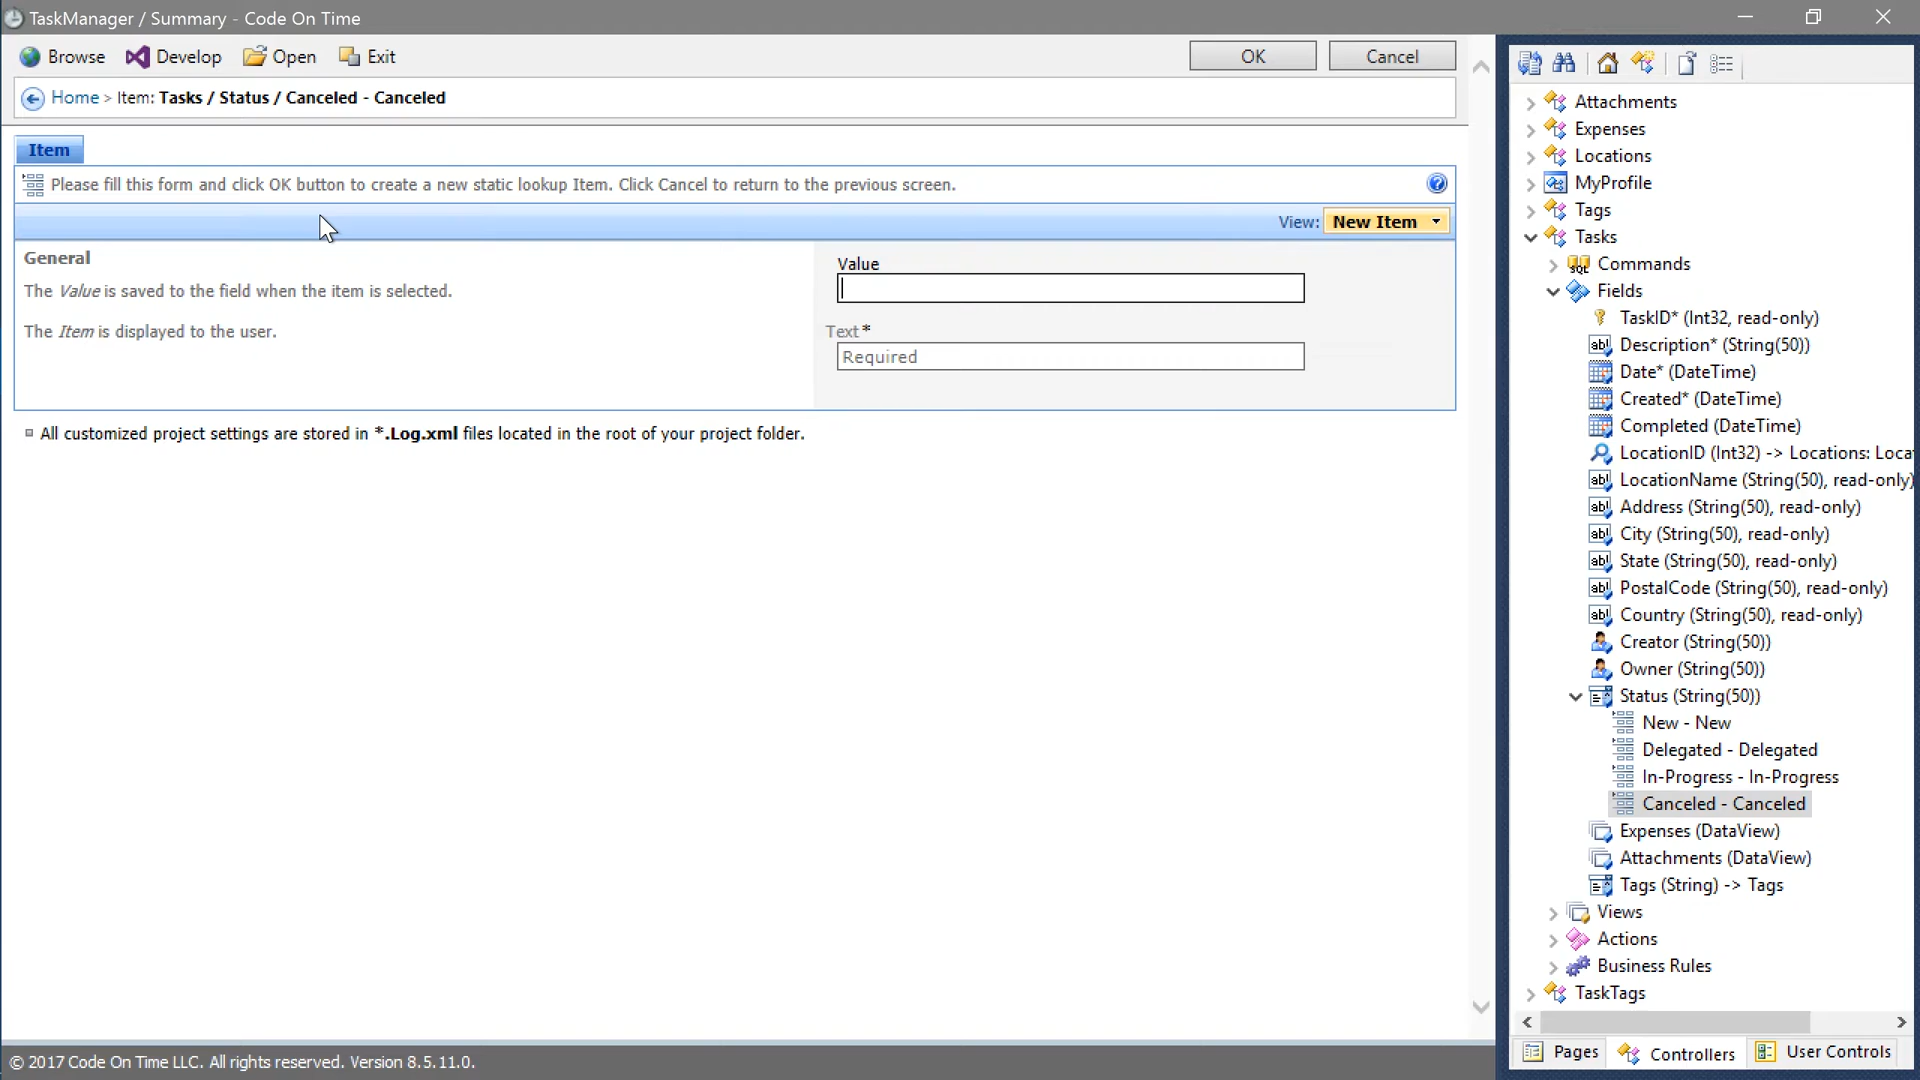 TaskManager / Summary - Code On Time
Browse Develop Open Exit OK Cancel
Home > Item: Tasks / Status / Canceled - Canceled
Item
Please fill this form and click OK button to create a new static lookup Item. Click Cancel to return to the previous screen.
View: New Item
General
The Value is saved to the field when the item is selected.
The Item is displayed to the user.
Value
Text *
Required
All customized project settings are stored in *.Log.xml files located in the root of your project folder.
© 2017 Code On Time LLC. All rights reserved. Version 8.5.11.0.
Attachments
Expenses
Locations
MyProfile
Tags
Tasks
Commands
Fields
TaskID* (Int32, read-only)
Description* (String(50))
Date* (DateTime)
Created* (DateTime)
Completed (DateTime)
LocationID (Int32) -> Locations: Loca
LocationName (String(50), read-only)
Address (String(50), read-only)
City (String(50), read-only)
State (String(50), read-only)
PostalCode (String(50), read-only)
Country (String(50), read-only)
Creator (String(50))
Owner (String(50))
Status (String(50))
New - New
Delegated - Delegated
In-Progress - In-Progress
Canceled - Canceled
Expenses (DataView)
Attachments (DataView)
Tags (String) -> Tags
Views
Actions
Business Rules
TaskTags
Pages Controllers User Controls